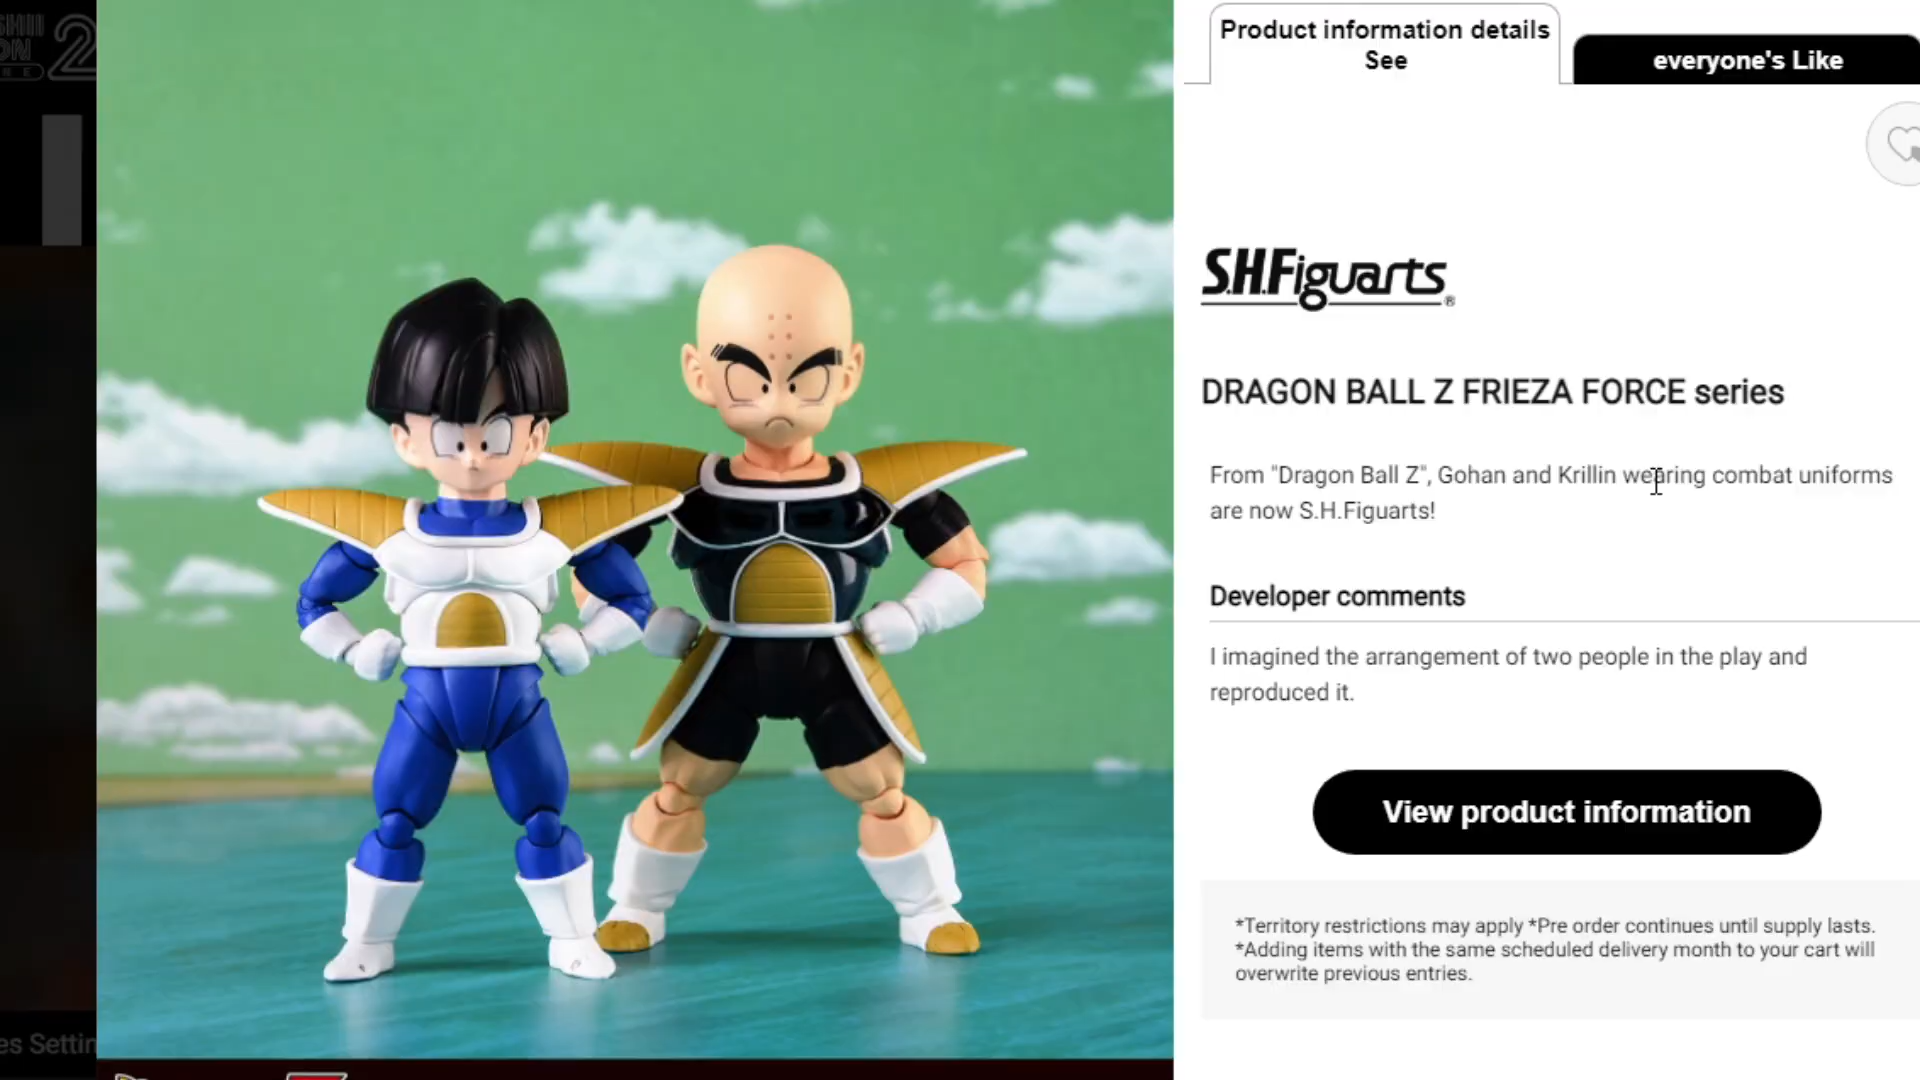 Product information details
See
everyone's Like
S.H.Figuarts®
DRAGON BALL Z FRIEZA FORCE series
From "Dragon Ball Z", Gohan and Krillin wearing combat uniforms
are now S.H.Figuarts!
Developer comments
I imagined the arrangement of two people in the play and
reproduced it.
View product information
*Territory restrictions may apply *Pre order continues until supply lasts.
*Adding items with the same scheduled delivery month to your cart will
overwrite previous entries.